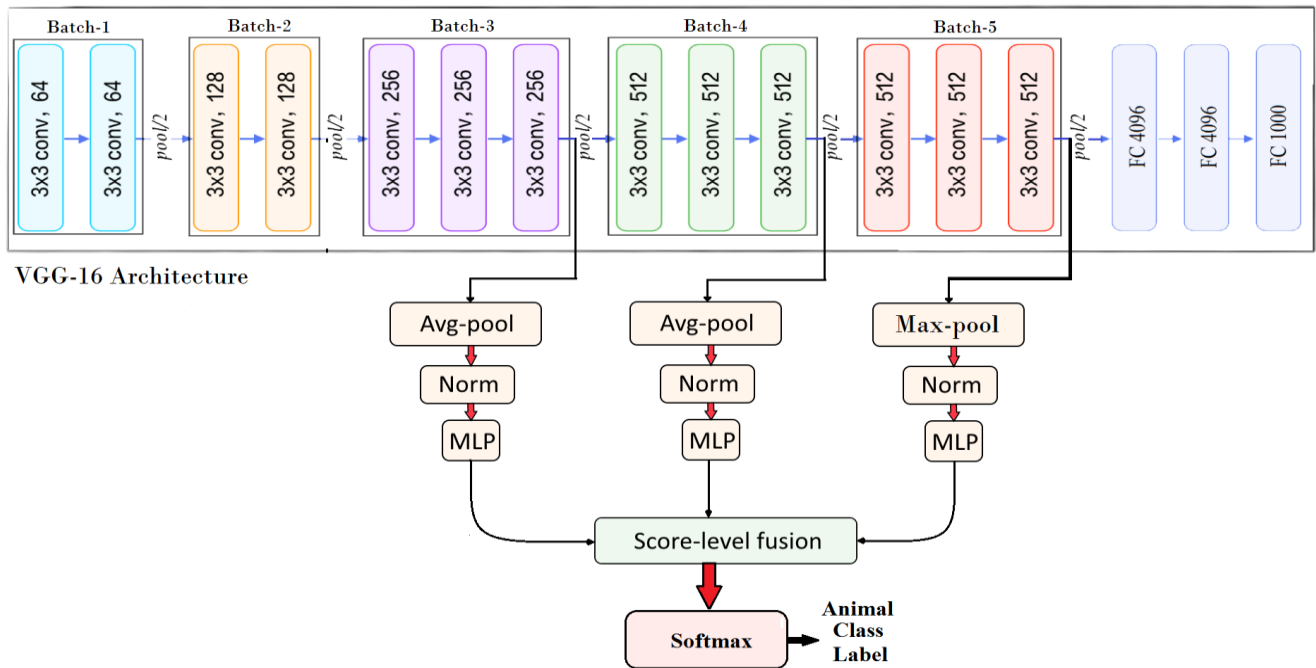 Batch-1
Batch-2
Batch-3
Batch-4
Batch-5
3x3 conv, 64
3x3 conv, 64
pool/2
3x3 conv, 128
3x3 conv, 128
pool/2
3x3 conv, 256
3x3 conv, 256
3x3 conv, 256
pool/2
3x3 conv, 512
3x3 conv, 512
3x3 conv, 512
pool/2
3x3 conv, 512
3x3 conv, 512
3x3 conv, 512
pool/2
FC 4096
FC 4096
FC 1000
VGG-16 Architecture
Avg-pool
Avg-pool
Max-pool
Norm
Norm
Norm
MLP
MLP
MLP
Score-level fusion
Softmax
Animal
Class
Label